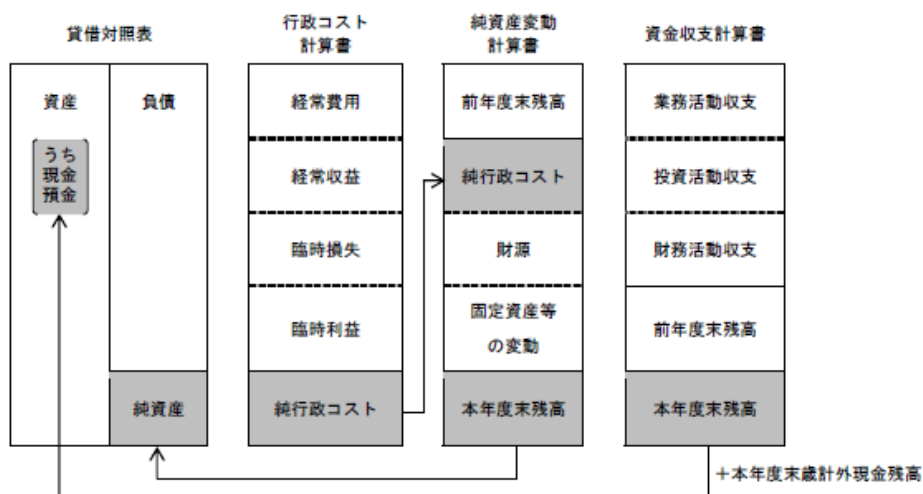 貸借対照表
行政コスト
計算書
純資産変動
計算書
資金収支計算書
資産
負債
うち
現金
預金
純資産
経常費用
経常収益
臨時損失
臨時利益
純行政コスト
前年度末残高
純行政コスト
財源
固定資産等
の変動
本年度末残高
業務活動収支
投資活動収支
財務活動収支
前年度末残高
本年度末残高
＋本年度末歳計外現金残高